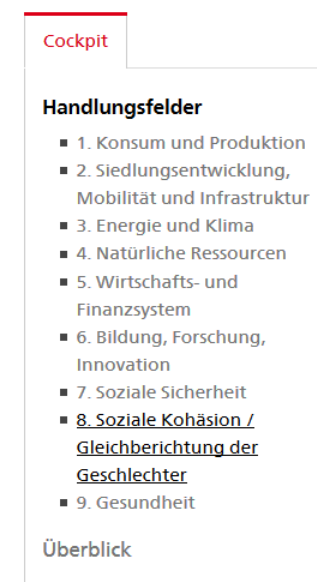 Cockpit
Handlungsfelder
1. Konsum und Produktion
2. Siedlungsentwicklung,
Mobilität und Infrastruktur
3. Energie und Klima
4. Natürliche Ressourcen
5. Wirtschafts- und
Finanzsystem
6. Bildung, Forschung,
Innovation
7. Soziale Sicherheit
8. Soziale Kohäsion /
Gleichberichtung der
Geschlechter
9. Gesundheit
Überblick